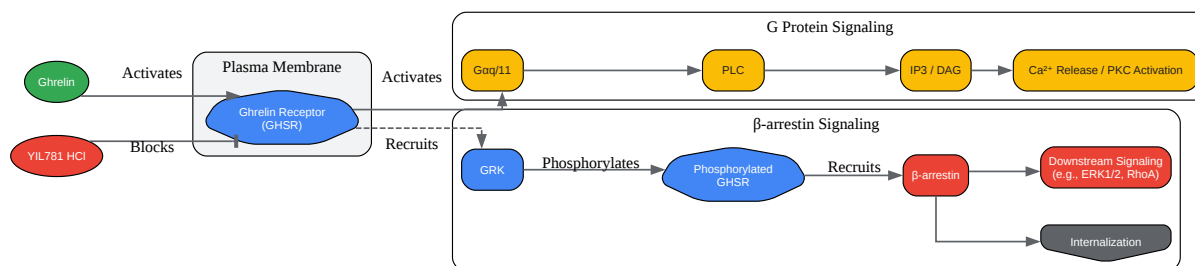 G Protein Signaling
Ghrelin
Activates
Plasma Membrane
Activates
Gαq/11
PLC
IP3 / DAG
Ca²⁺ Release / PKC Activation
Ghrelin Receptor
(GHSR)
YIL781 HCl
Blocks
Recruits
β-arrestin Signaling
GRK
Phosphorylates
Phosphorylated
GHSR
Recruits
β-arrestin
Downstream Signaling
(e.g., ERK1/2, RhoA)
Internalization